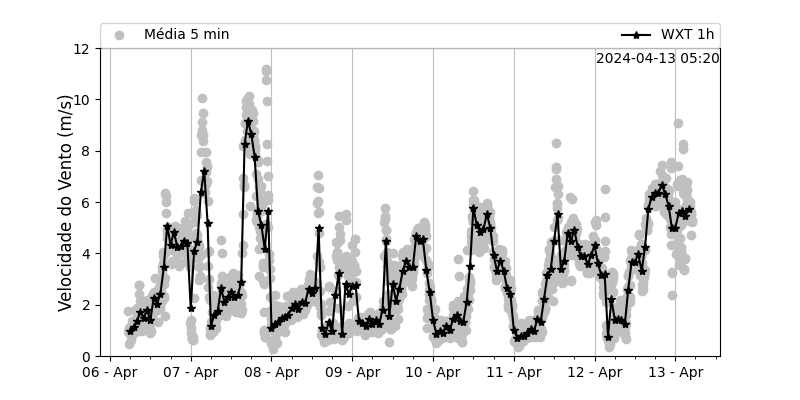 Média 5 min
WXT 1h
2024-04-13 05:20
Velocidade do Vento (m/s)
12
10
8
6
4
2
0
06 - Apr
07 - Apr
08 - Apr
09 - Apr
10 - Apr
11 - Apr
12 - Apr
13 - Apr